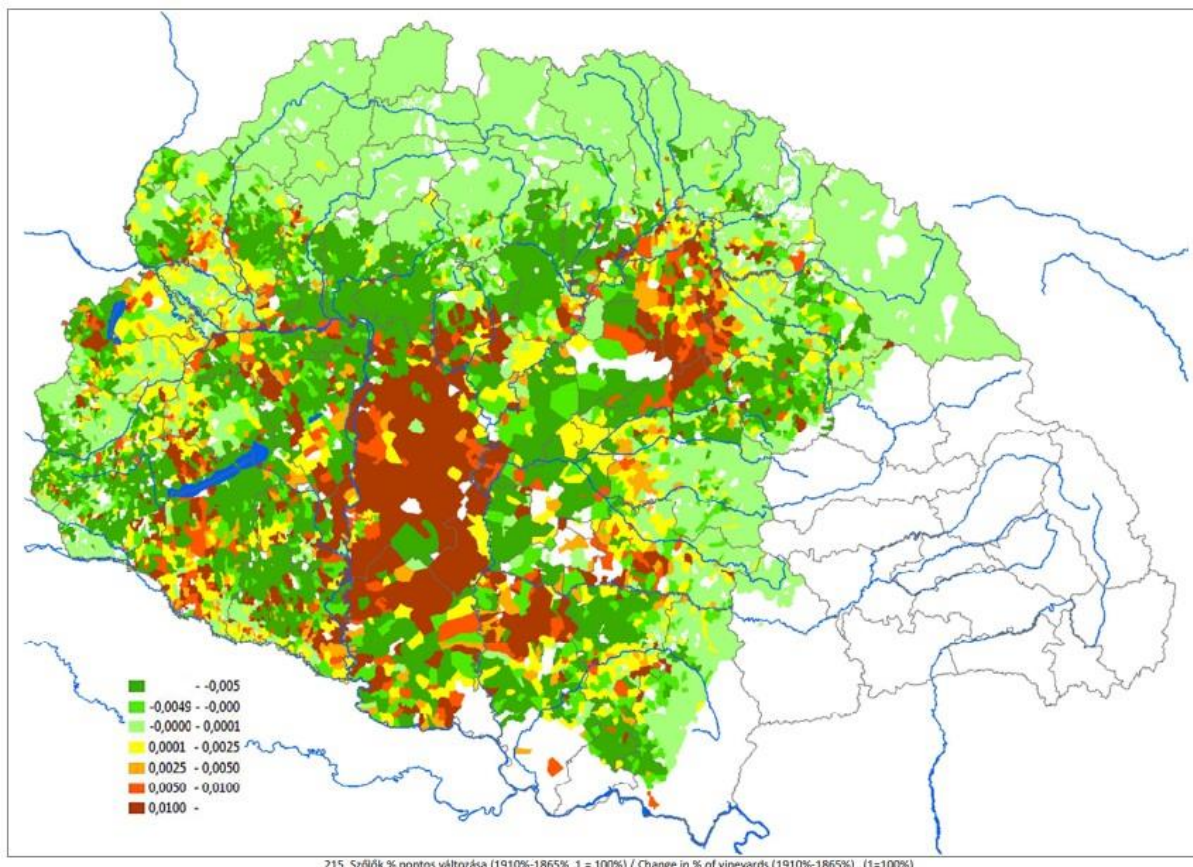 - -0,005
-0,0049 - -0,000
-0,0000 - 0,0001
0,0001 - 0,0025
0,0025 - 0,0050
0,0050 - 0,0100
0,0100 -
215. Szőlők % pontos változása (1910%-1865%, 1 = 100%) / Change in % of vineyards (1910%-1865%), (1=100%)